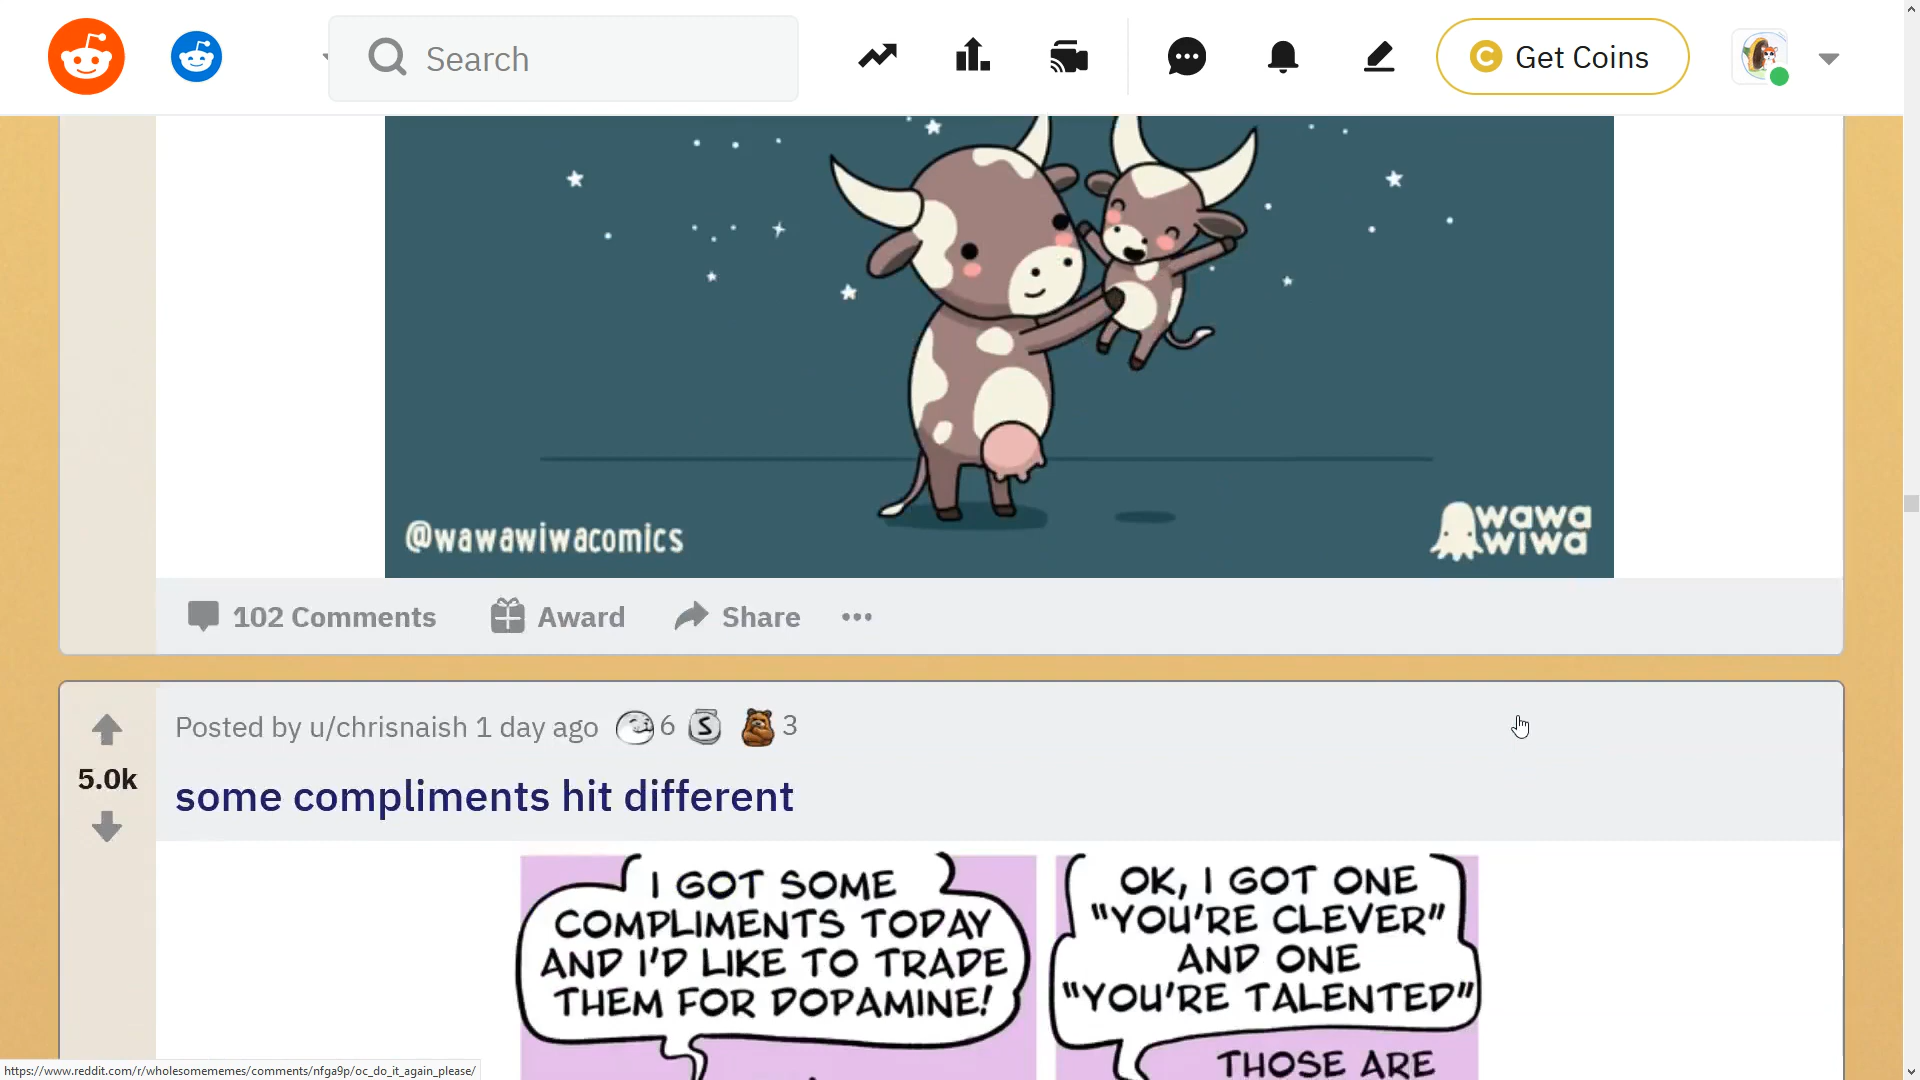 Search
Get Coins
@wawawiwacomics
wawa
wiwa
102 Comments
Award
Share
Posted by u/chrisnaish 1 day ago
6
S
3
5.0k
some compliments hit different
I GOT SOME
COMPLIMENTS TODAY
AND I'D LIKE TO TRADE
THEM FOR DOPAMINE!
OK, I GOT ONE
"YOU'RE CLEVER"
AND ONE
"YOU'RE TALENTED"
THOSE ARE
https://www.reddit.com/r/wholesomememes/comments/nfga9p/oc_do_it_again_please/